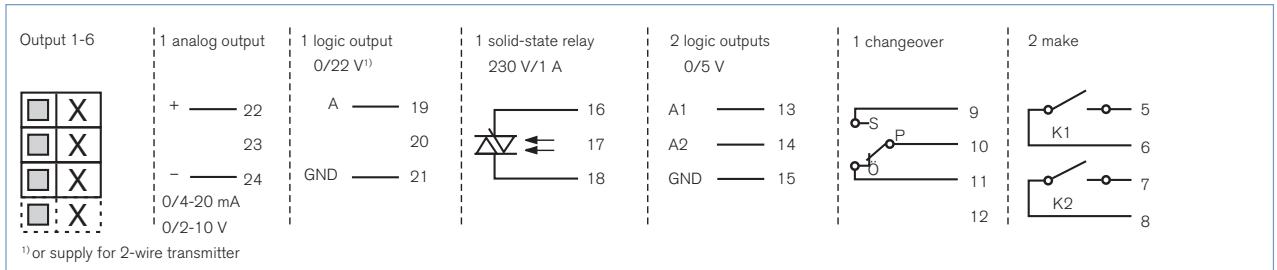 Output 1-6
X
X
X
X
1 analog output
+ 22
23
− 24
0/4-20 mA
0/2-10 V
1 logic output
0/22 V¹⁾
A 19
20
GND 21
1 solid-state relay
230 V/1 A
16
17
18
2 logic outputs
0/5 V
A1 13
A2 14
GND 15
1 changeover
S 9
P 10
Ö 11
12
2 make
5
K1
6
7
K2
8
¹⁾ or supply for 2-wire transmitter